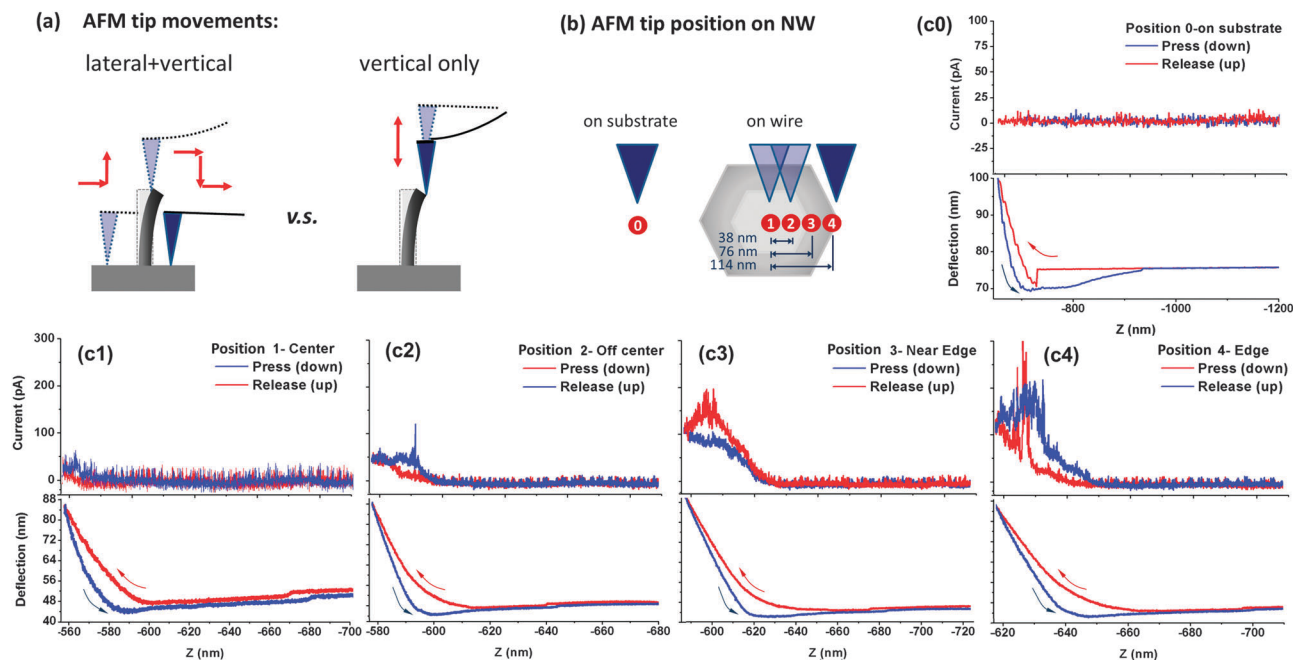 (a) AFM tip movements:
lateral+vertical
vertical only
v.s.
(b) AFM tip position on NW
on substrate
on wire
0
1 2 3 4
38 nm
76 nm
114 nm
(c0)
Position 0-on substrate
Press (down)
Release (up)
Current (pA)
100
75
50
25
0
-25
Deflection (nm)
100
90
80
70
-800 -1000 -1200
Z (nm)
(c1)
Position 1- Center
Press (down)
Release (up)
Current (pA)
300
200
100
0
Deflection (nm)
88
80
72
64
56
48
40
-560 -580 -600 -620 -640 -660 -680 -700
Z (nm)
(c2)
Position 2- Off center
Press (down)
Release (up)
-580 -600 -620 -640 -660 -680
Z (nm)
(c3)
Position 3- Near Edge
Press (down)
Release (up)
-600 -620 -640 -660 -680 -700 -720
Z (nm)
(c4)
Position 4- Edge
Press (down)
Release (up)
-620 -640 -660 -680 -700
Z (nm)